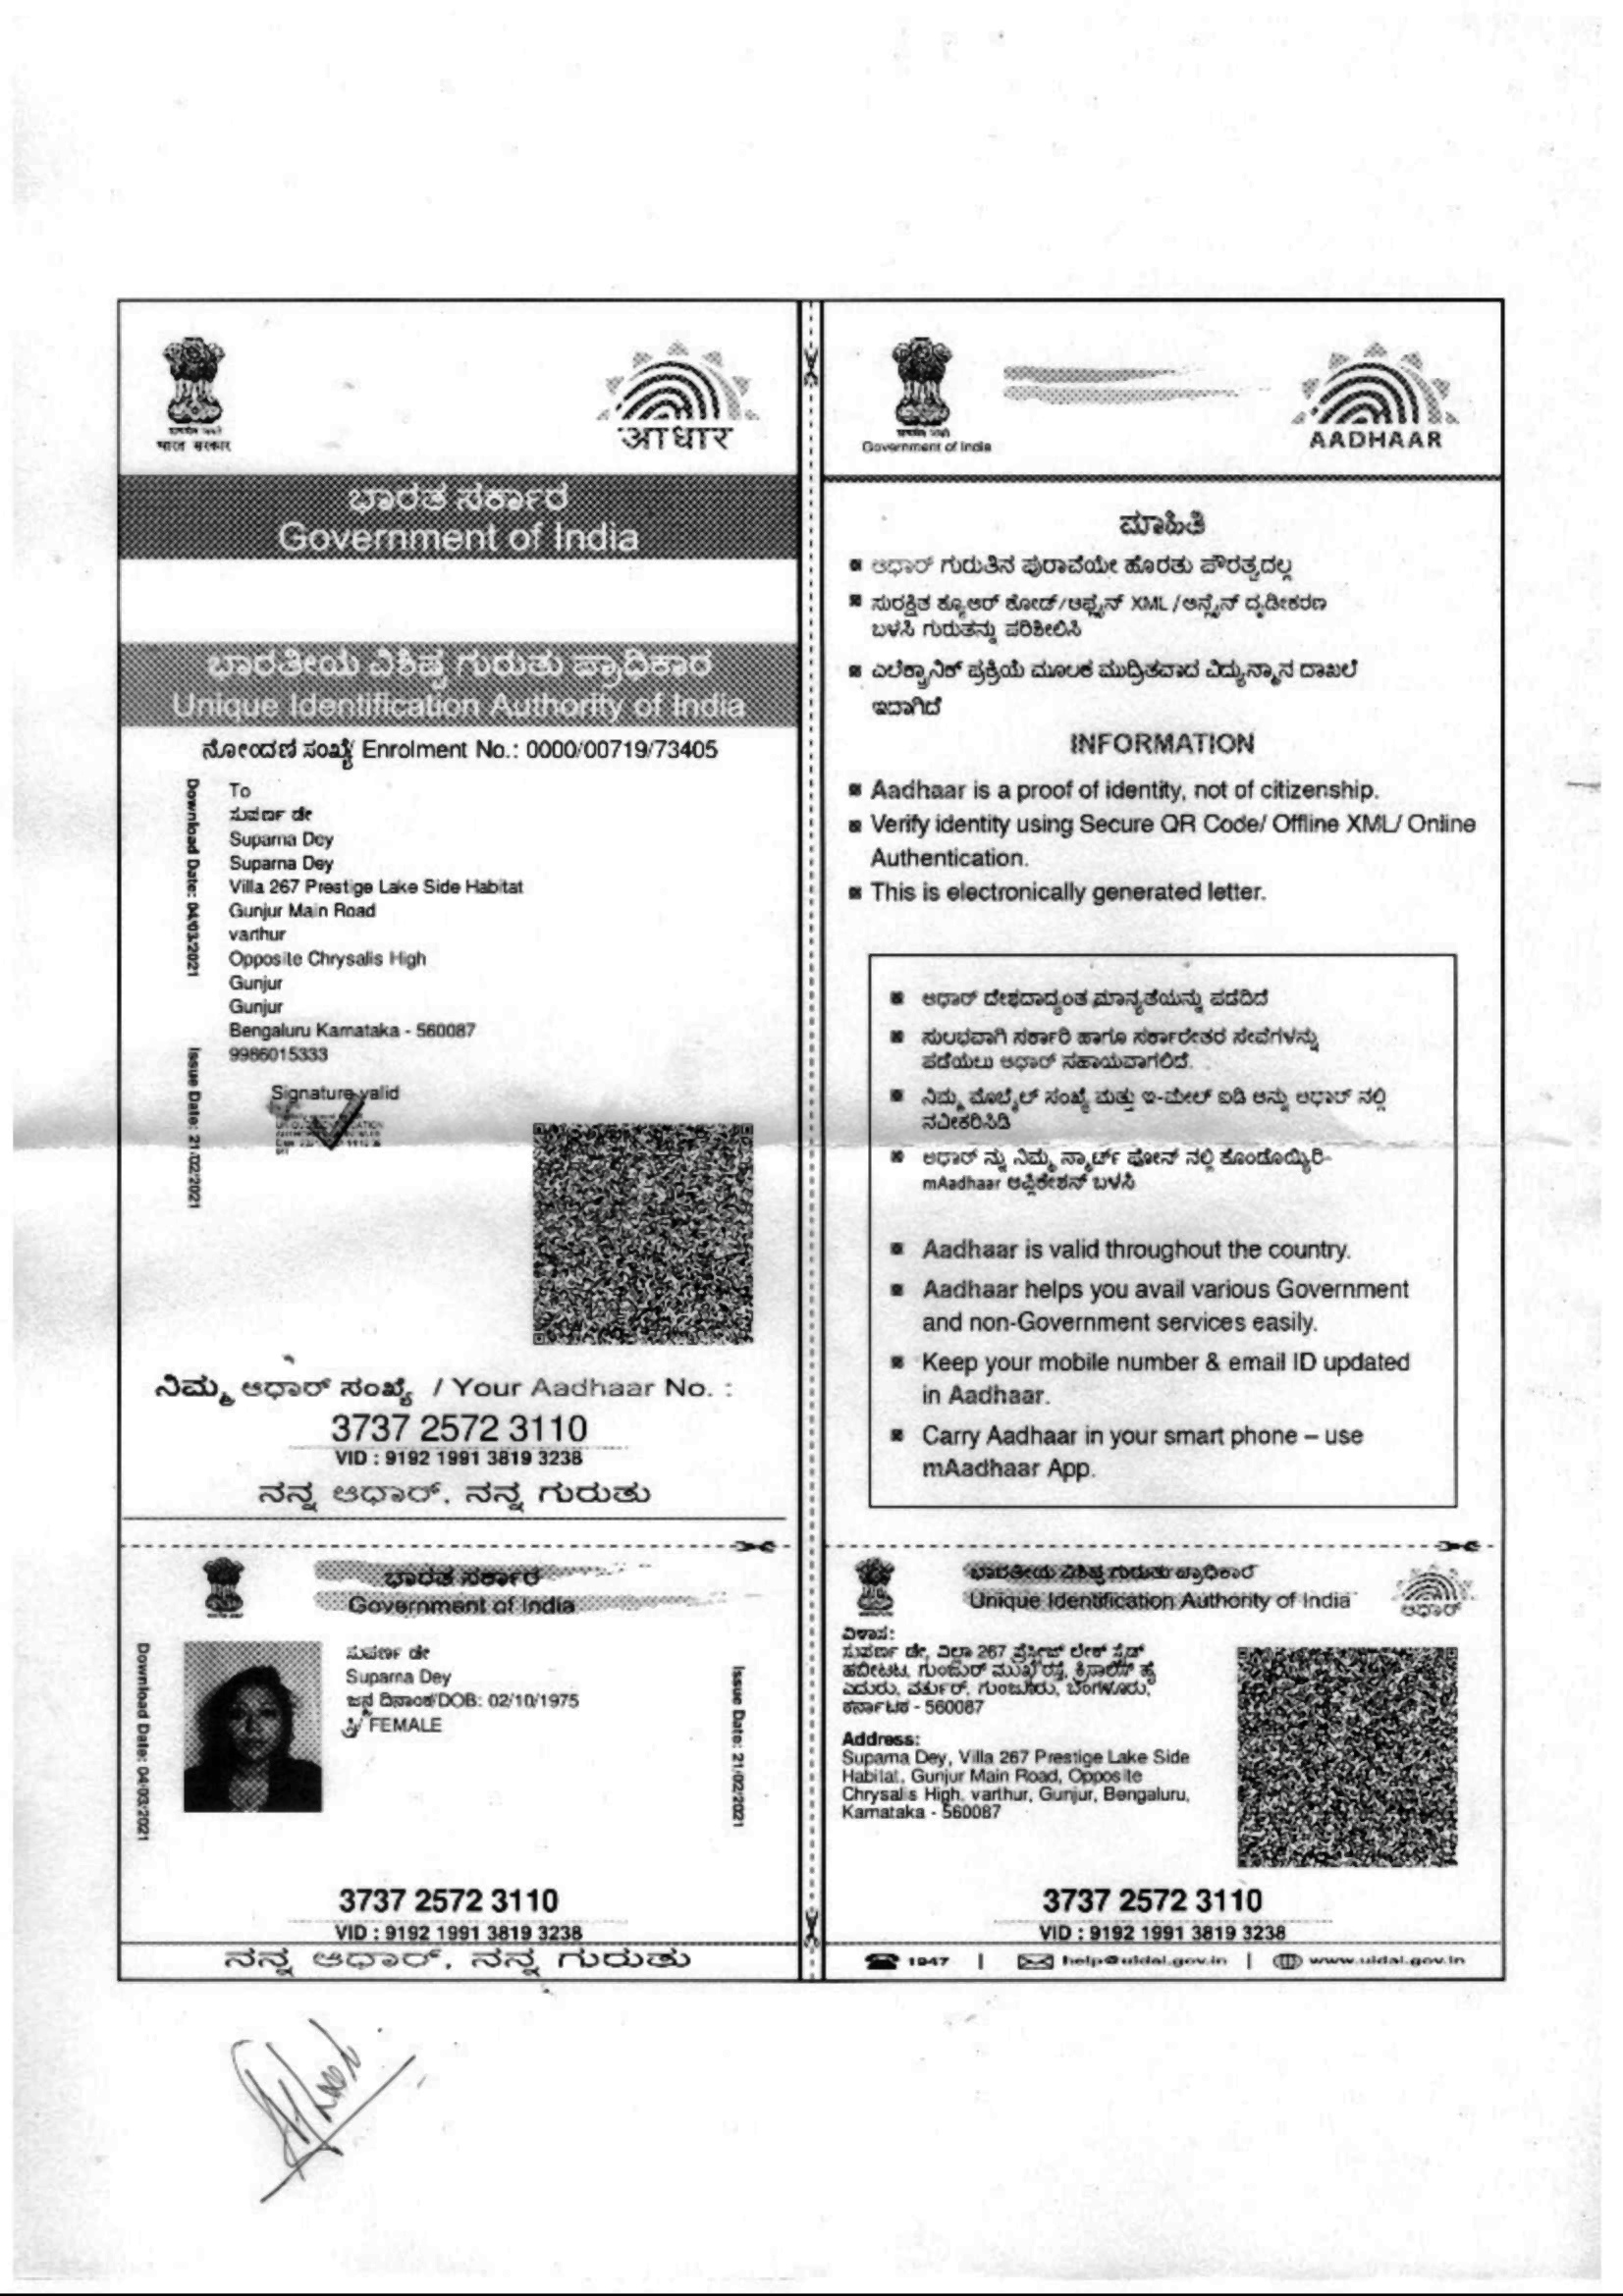 भारत सरकार
आधार
ಭಾರತ ಸರ್ಕಾರ
Government of India
ಭಾರತೀಯ ವಿಶಿಷ್ಟ ಗುರುತು ಪ್ರಾಧಿಕಾರ
Unique Identification Authority of India
ನೋಂದಣಿ ಸಂಖ್ಯೆ/ Enrolment No.: 0000/00719/73405
Download Date: 04/03/2021
Issue Date: 21/02/2021
To
ಸುಪರ್ಣ ಡೇ
Suparna Dey
Suparna Dey
Villa 267 Prestige Lake Side Habitat
Gunjur Main Road
varthur
Opposite Chrysalis High
Gunjur
Gunjur
Bengaluru Karnataka - 560087
9986015333
Signature valid
ನಿಮ್ಮ ಆಧಾರ್ ಸಂಖ್ಯೆ / Your Aadhaar No. :
3737 2572 3110
VID : 9192 1991 3819 3238
ನನ್ನ ಆಧಾರ್, ನನ್ನ ಗುರುತು
ಭಾರತ ಸರ್ಕಾರ
Government of India
Download Date: 04/03/2021
ಸುಪರ್ಣ ಡೇ
Suparna Dey
ಜನ್ಮ ದಿನಾಂಕ/DOB: 02/10/1975
ಸ್ತ್ರೀ/ FEMALE
Issue Date: 21/02/2021
3737 2572 3110
VID : 9192 1991 3819 3238
ನನ್ನ ಆಧಾರ್, ನನ್ನ ಗುರುತು
Government of India
AADHAAR
ಮಾಹಿತಿ
ಆಧಾರ್ ಗುರುತಿನ ಪುರಾವೆಯೇ ಹೊರತು ಪೌರತ್ವದಲ್ಲ
ಸುರಕ್ಷಿತ ಕ್ಯೂಆರ್ ಕೋಡ್/ಆಫ್ಲೈನ್ XML /ಆನ್ಲೈನ್ ದೃಢೀಕರಣ
ಬಳಸಿ ಗುರುತನ್ನು ಪರಿಶೀಲಿಸಿ
ಎಲೆಕ್ಟ್ರಾನಿಕ್ ಪ್ರಕ್ರಿಯೆ ಮೂಲಕ ಮುದ್ರಿತವಾದ ವಿದ್ಯುನ್ಮಾನ ದಾಖಲೆ
ಇದಾಗಿದೆ
INFORMATION
Aadhaar is a proof of identity, not of citizenship.
Verify identity using Secure QR Code/ Offline XML/ Online
Authentication.
This is electronically generated letter.
ಆಧಾರ್ ದೇಶದಾದ್ಯಂತ ಮಾನ್ಯತೆಯನ್ನು ಪಡೆದಿದೆ
ಸುಲಭವಾಗಿ ಸರ್ಕಾರಿ ಹಾಗೂ ಸರ್ಕಾರೇತರ ಸೇವೆಗಳನ್ನು
ಪಡೆಯಲು ಆಧಾರ್ ಸಹಾಯವಾಗಲಿದೆ.
ನಿಮ್ಮ ಮೊಬೈಲ್ ಸಂಖ್ಯೆ ಮತ್ತು ಇ-ಮೇಲ್ ಐಡಿ ಅನ್ನು ಆಧಾರ್ ನಲ್ಲಿ
ನವೀಕರಿಸಿಡಿ
ಆಧಾರ್ ನ್ನು ನಿಮ್ಮ ಸ್ಮಾರ್ಟ್ ಫೋನ್ ನಲ್ಲಿ ಕೊಂಡೊಯ್ಯಿರಿ-
mAadhaar ಅಪ್ಲಿಕೇಶನ್ ಬಳಸಿ
Aadhaar is valid throughout the country.
Aadhaar helps you avail various Government
and non-Government services easily.
Keep your mobile number & email ID updated
in Aadhaar.
Carry Aadhaar in your smart phone – use
mAadhaar App.
ಭಾರತೀಯ ವಿಶಿಷ್ಟ ಗುರುತು ಪ್ರಾಧಿಕಾರ
Unique Identification Authority of India
ಆಧಾರ್
ವಿಳಾಸ:
ಸುಪರ್ಣ ಡೇ, ವಿಲ್ಲಾ 267 ಪ್ರೆಸ್ಟೀಜ್ ಲೇಕ್ ಸೈಡ್
ಹಬೀಟಟ, ಗುಂಜುರ್ ಮುಖ್ಯ ರಸ್ತೆ, ಕ್ರಿಸಾಲಿಸ್ ಹೈ
ಎದುರು, ವರ್ತುರ್, ಗುಂಜೂರು, ಬೆಂಗಳೂರು,
ಕರ್ನಾಟಕ - 560087
Address:
Suparna Dey, Villa 267 Prestige Lake Side
Habitat, Gunjur Main Road, Opposite
Chrysalis High, varthur, Gunjur, Bengaluru,
Karnataka - 560087
3737 2572 3110
VID : 9192 1991 3819 3238
1947 | help@uidai.gov.in | www.uidai.gov.in